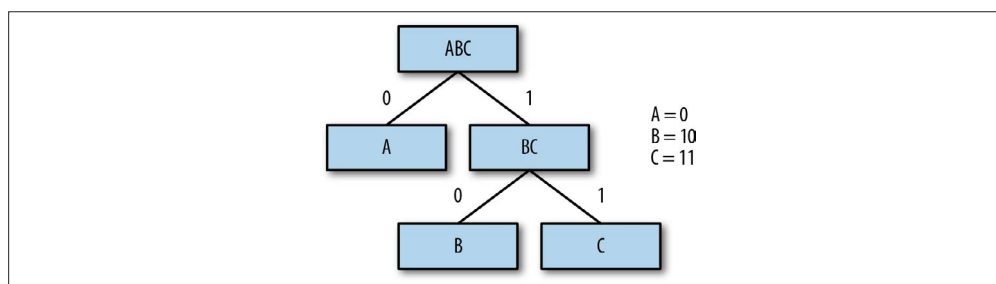 ABC
0 1
A BC
A = 0
B = 10
C = 11
0 1
B C